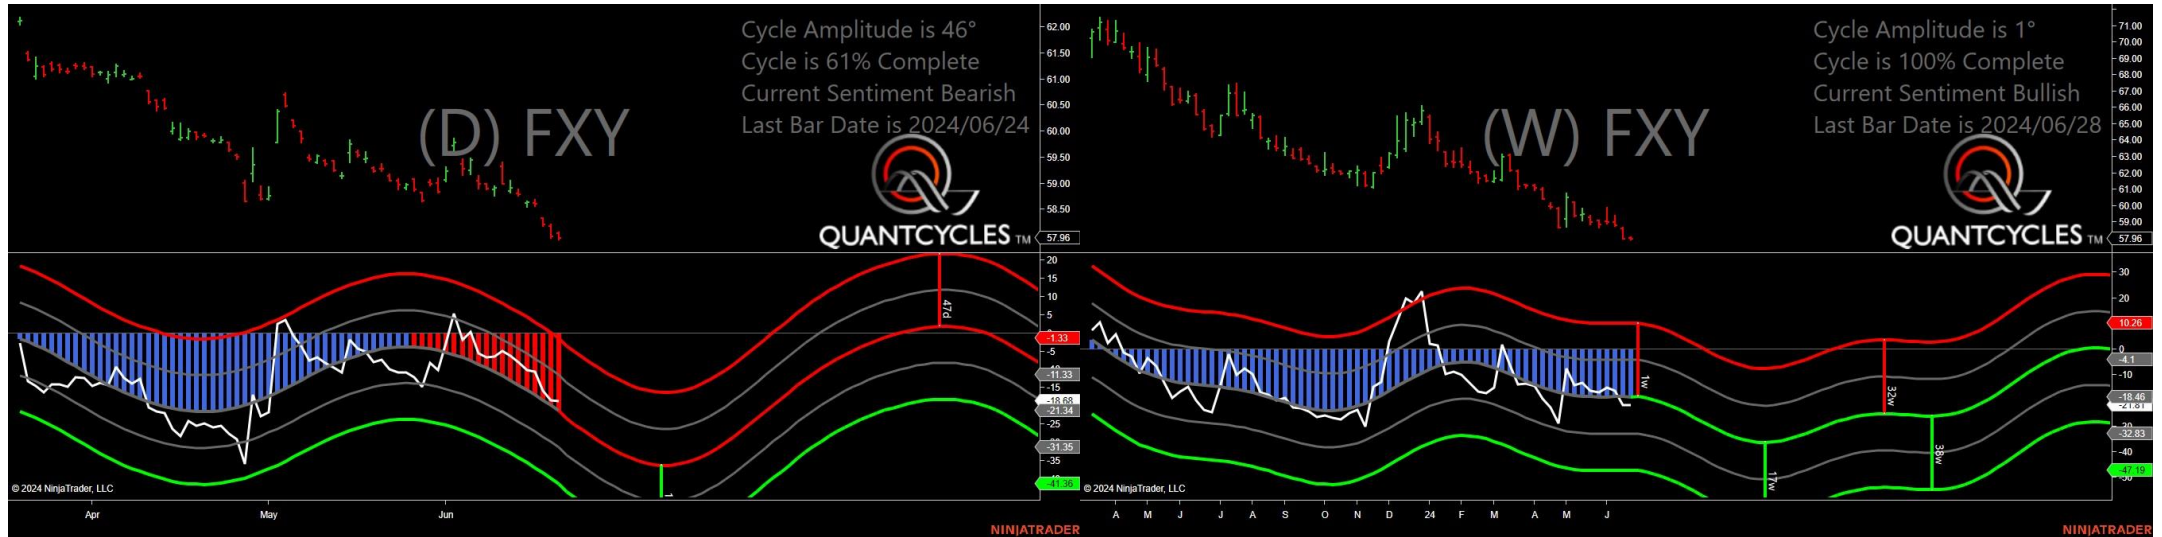 Cycle Amplitude is 46°
Cycle is 61% Complete
Current Sentiment Bearish
Last Bar Date is 2024/06/24
(D) FXY
QUANTCYCLES TM
62.00
61.50
61.00
60.50
60.00
59.50
59.00
58.50
57.96
20
15
10
5
-1.33
-5
-11.33
-15
-18.68
-21.34
-25
-31.35
-35
-41.36
47d
1
© 2024 NinjaTrader, LLC
Apr
May
Jun
NINJATRADER
Cycle Amplitude is 1°
Cycle is 100% Complete
Current Sentiment Bullish
Last Bar Date is 2024/06/28
(W) FXY
QUANTCYCLES TM
71.00
70.00
69.00
68.00
67.00
66.00
65.00
64.00
63.00
62.00
61.00
60.00
59.00
57.96
30
20
10.26
0
-4.1
-10
-18.46
-21.81
-32.83
-40
-47.19
1w
17w
32w
38w
© 2024 NinjaTrader, LLC
A
M
J
J
A
S
O
N
D
24
F
M
A
M
J
NINJATRADER